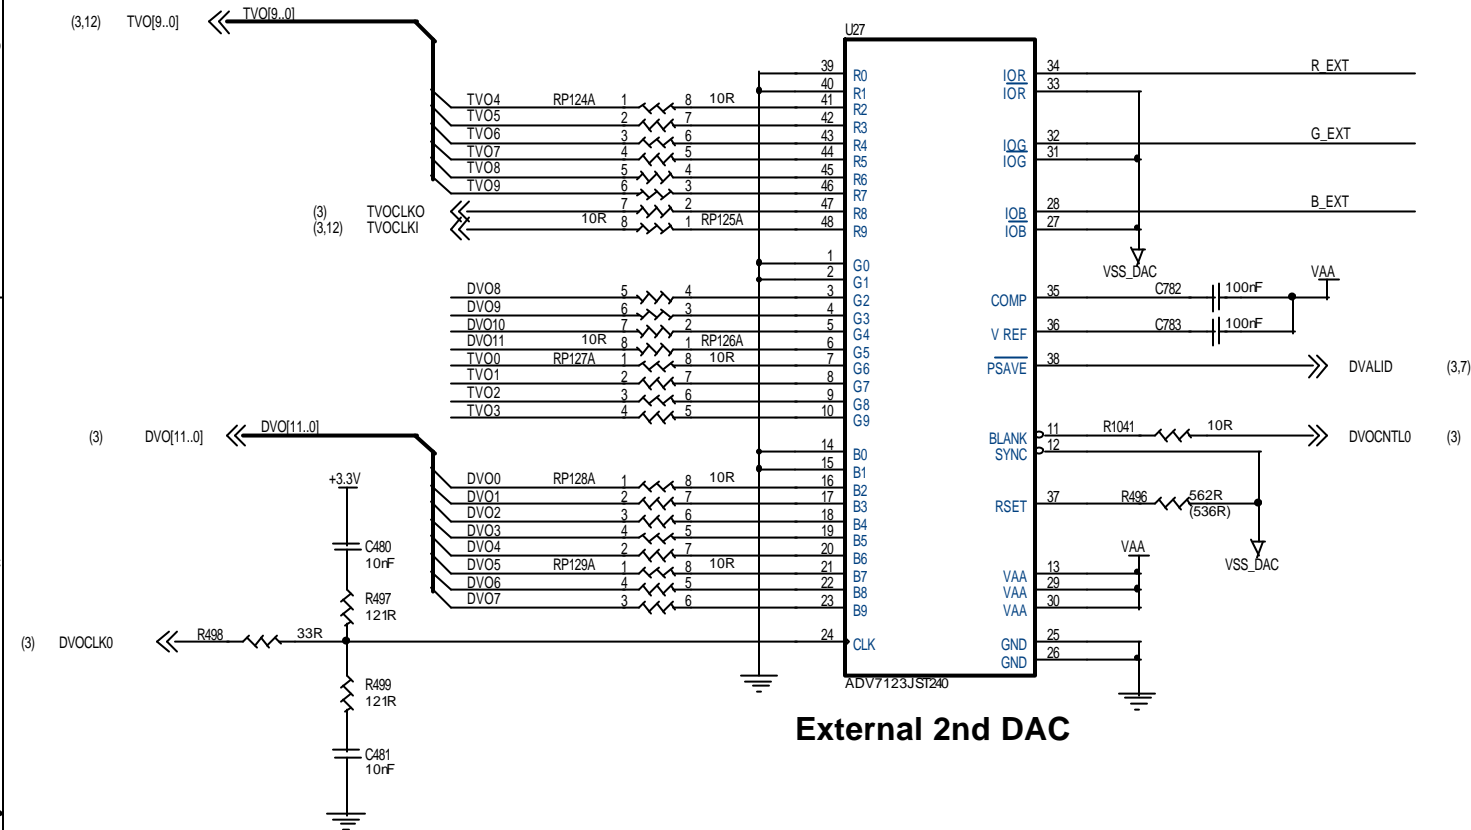 (3,12) TVO[9..0] TVO[9..0]
U27
39 R0 IOR 34 R_EXT
40 R1 IOR 33
TVO4 RP124A 1 8 10R 41 R2
TVO5 2 7 42 R3
TVO6 3 6 43 R4 IOG 32 G_EXT
TVO7 4 5 44 R5 IOG 31
TVO8 5 4 45 R6
TVO9 6 3 46 R7
(3) TVOCLKO 7 2 47 R8 IOB 28 B_EXT
(3,12) TVOCLKI 10R 8 1 RP125A 48 R9 IOB 27
1 G0
2 G1 VSS_DAC VAA
DVO8 5 4 3 G2 COMP 35 C782 100nF
DVO9 6 3 4 G3
DVO10 7 2 5 G4 V REF 36 C783 100nF
DVO11 10R 8 1 RP126A 6 G5
TVO0 RP127A 1 8 10R 7 G6 PSAVE 38 DVALID (3,7)
TVO1 2 7 8 G7
TVO2 3 6 9 G8
TVO3 4 5 10 G9
(3) DVO[11..0] DVO[11..0] BLANK 11 R1041 10R DVOCNTL0 (3)
14 B0 SYNC 12
15 B1
+3.3V DVO0 RP128A 1 8 10R 16 B2
DVO1 2 7 17 B3 RSET 37 R496 562R
(536R)
DVO2 3 6 18 B4
DVO3 4 5 19 B5
C480 DVO4 2 7 20 B6 VAA VSS_DAC
10nF DVO5 RP129A 1 8 10R 21 B7 VAA 13
DVO6 4 5 22 B8 VAA 29
R497 DVO7 3 6 23 B9 VAA 30
121R
(3) DVOCLK0 R498 33R 24 CLK GND 25
GND 26
R499 ADV7123JST240
121R
External 2nd DAC
C481
10nF